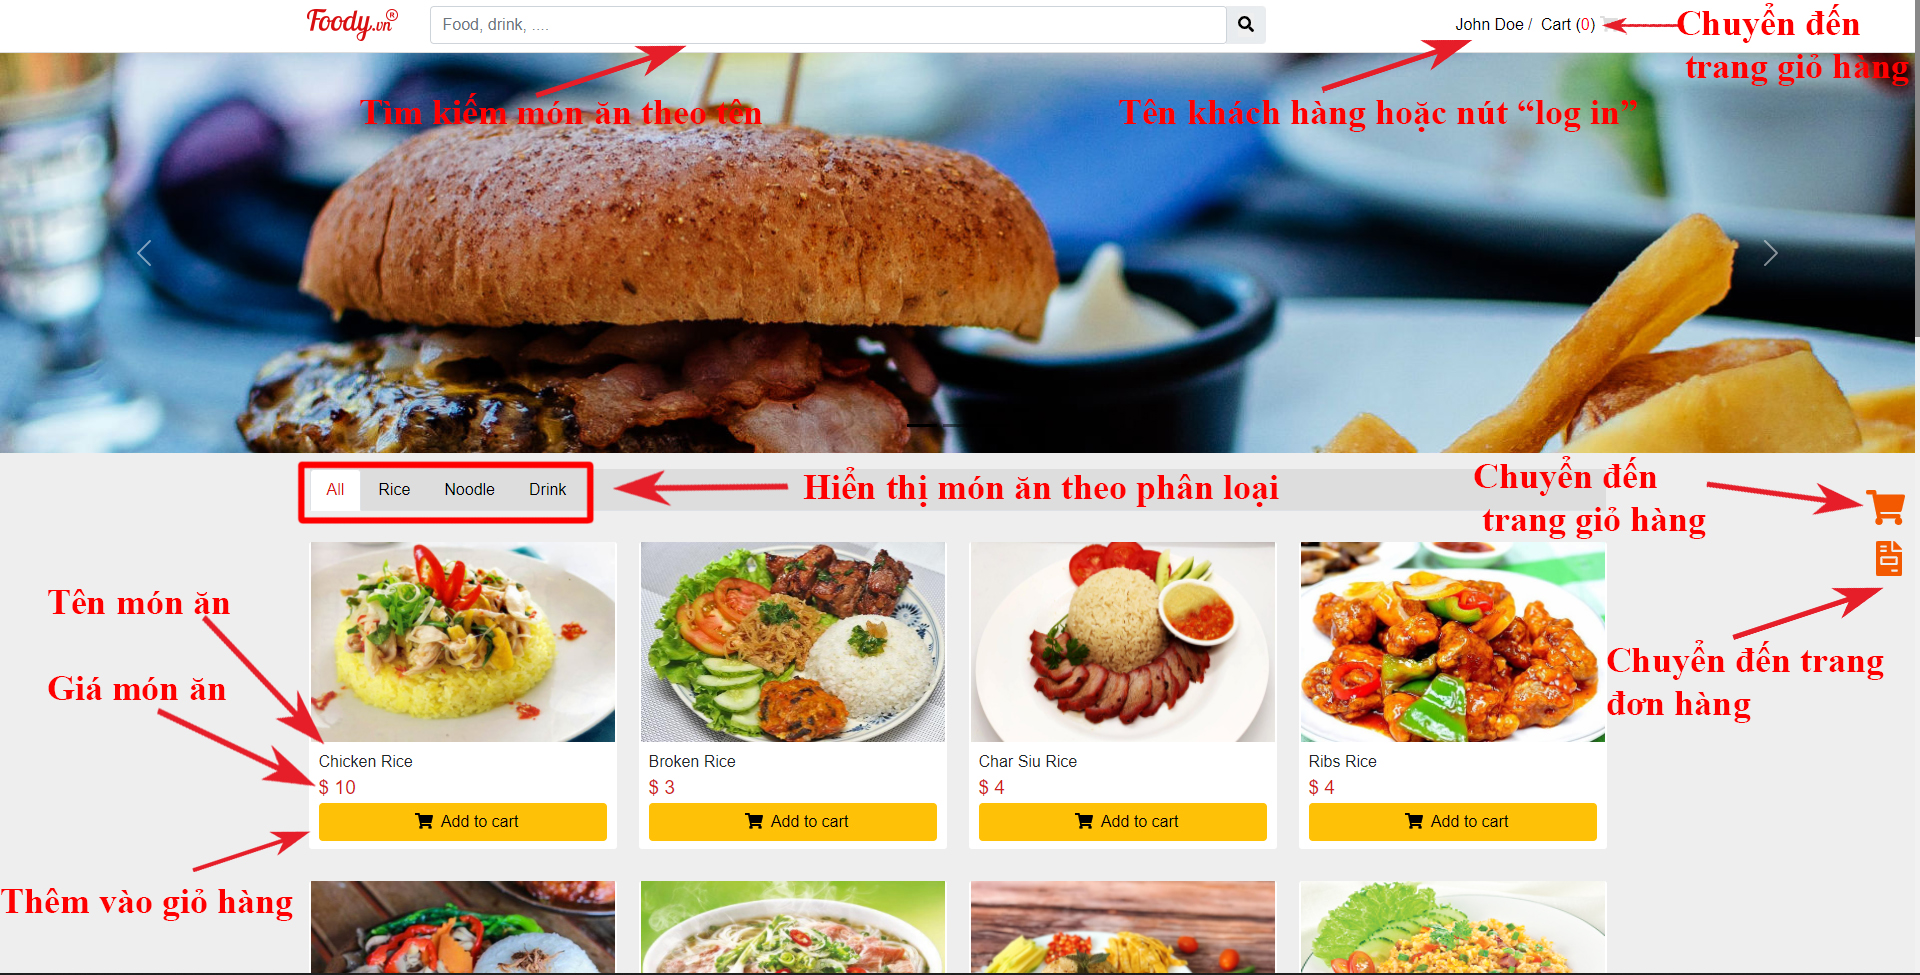 Foody.vn®
Food, drink, ....
John Doe / Cart (0)
Chuyển đến
trang giỏ hàng
Tìm kiếm món ăn theo tên
Tên khách hàng hoặc nút “log in”
All Rice Noodle Drink
Hiển thị món ăn theo phân loại
Chuyển đến
trang giỏ hàng
Tên món ăn
Giá món ăn
Chuyển đến trang
đơn hàng
Chicken Rice
$ 10
Add to cart
Broken Rice
$ 3
Add to cart
Char Siu Rice
$ 4
Add to cart
Ribs Rice
$ 4
Add to cart
Thêm vào giỏ hàng